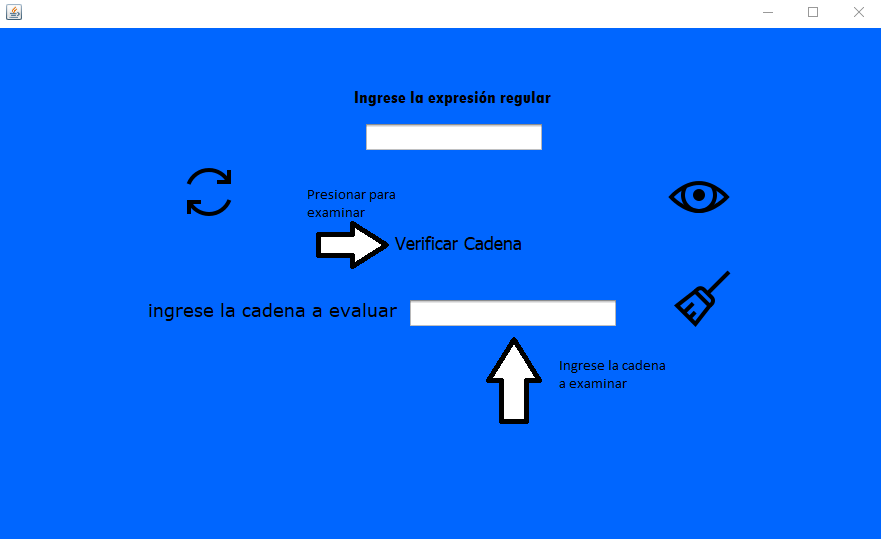 Ingrese la expresión regular
Presionar para
examinar
Verificar Cadena
ingrese la cadena a evaluar
Ingrese la cadena
a examinar